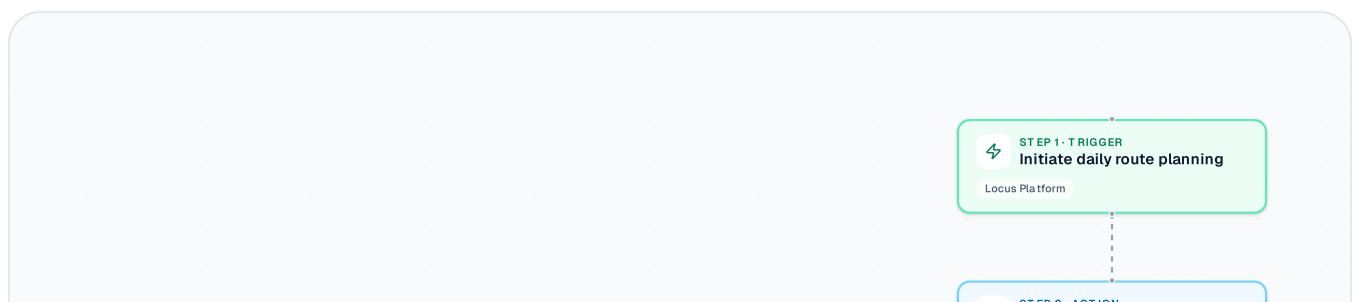 STEP 1 · TRIGGER
Initiate daily route planning
Locus Platform